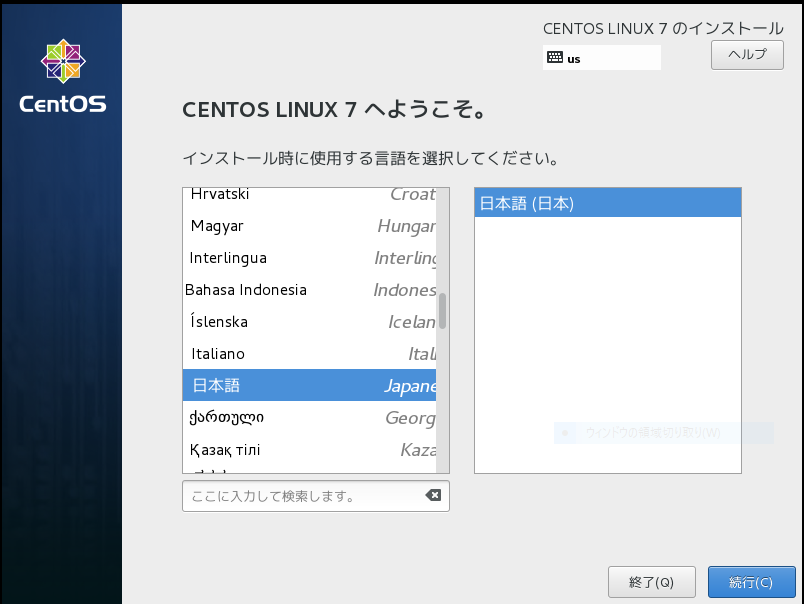 CentOS
CENTOS LINUX 7 のインストール
us
ヘルプ
CENTOS LINUX 7 へようこそ。
インストール時に使用する言語を選択してください。
Hrvatski Croat
Magyar Hungar
Interlingua Interling
Bahasa Indonesia Indones
Íslenska Icelan
Italiano Ital
日本語 Japane
ქართული Georg
Қазақ тілі Kaza
日本語 (日本)
ウィンドウの領域切り取り(W)
ここに入力して検索します。
終了(Q)
続行(C)